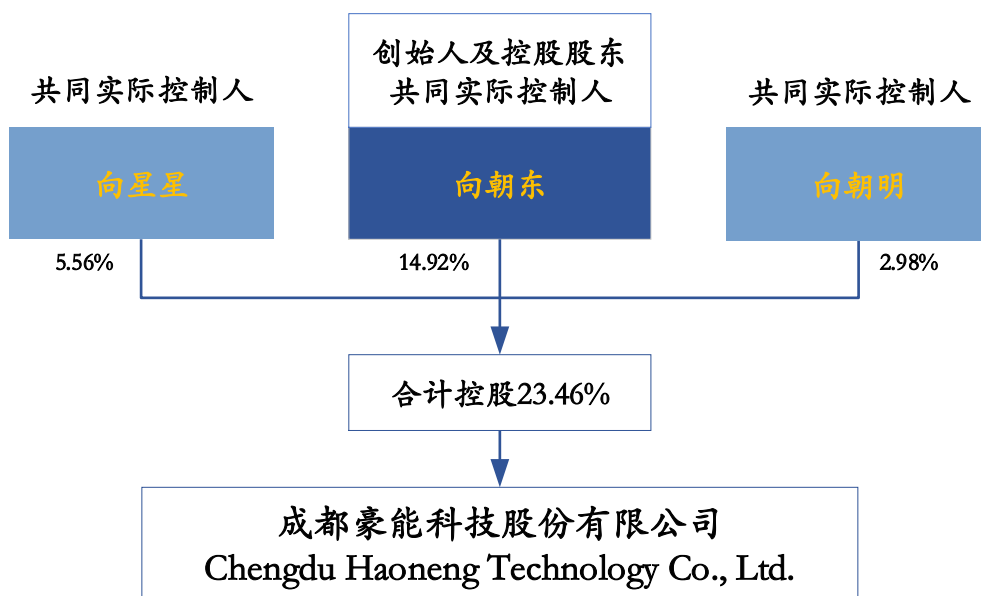 创始人及控股股东
共同实际控制人
共同实际控制人
共同实际控制人
向星星
向朝东
向朝明
5.56%
14.92%
2.98%
合计控股23.46%
成都豪能科技股份有限公司
Chengdu Haoneng Technology Co., Ltd.